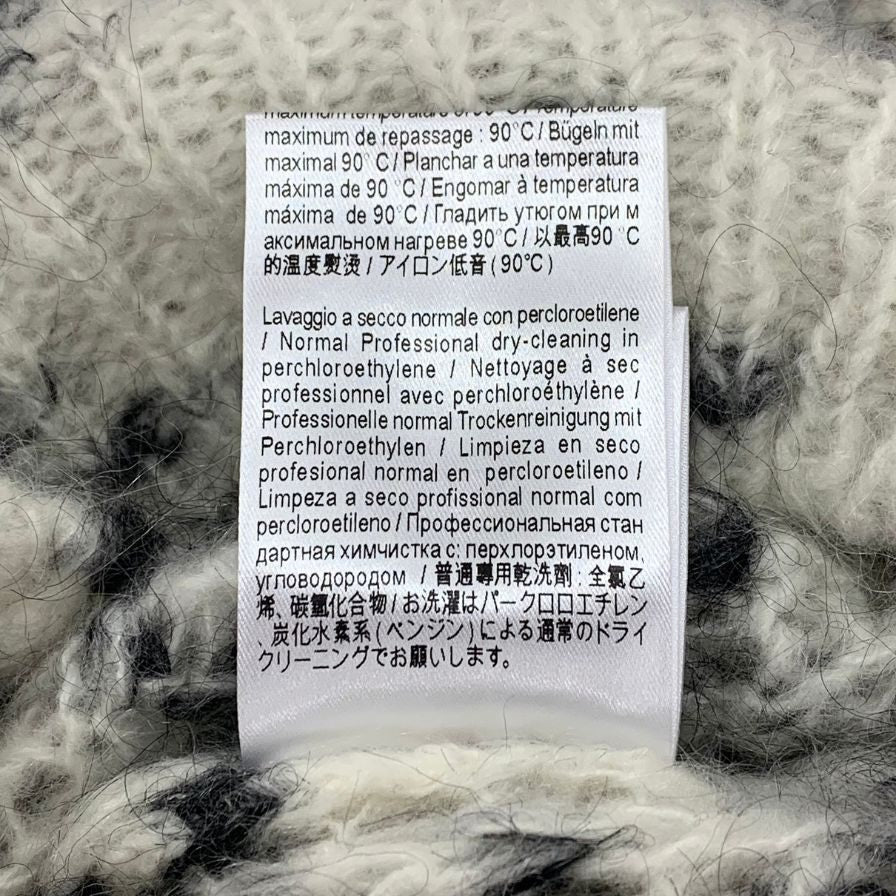 maximum temperature of 90°C / Température
maximum de repassage : 90°C / Bügeln mit
maximal 90° C / Planchar a una temperatura
máxima de 90 °C / Engomar à temperatura
máxima de 90°C / Гладить утюгом при м
аксимальном нагреве 90°C / 以最高90 °C
的温度熨烫 / アイロン低音 (90℃)
Lavaggio a secco normale con percloroetilene
/ Normal Professional dry-cleaning in
perchloroethylene / Nettoyage à sec
professionnel avec perchloroéthylène /
Professionelle normal Trockenreinigung mit
Perchloroethylen / Limpieza en seco
profesional normal en percloroetileno /
Limpeza a seco profissional normal com
percloroetileno / Профессиональная стан
дартная химчистка с: перхлорэтиленом,
угловодородом / 普通專用乾洗劑 : 全氯乙
烯、碳氫化合物 / お洗濯はパークロロエチレン
、炭化水素系 (ベンジン) による通常のドライ
クリーニングでお願いします。